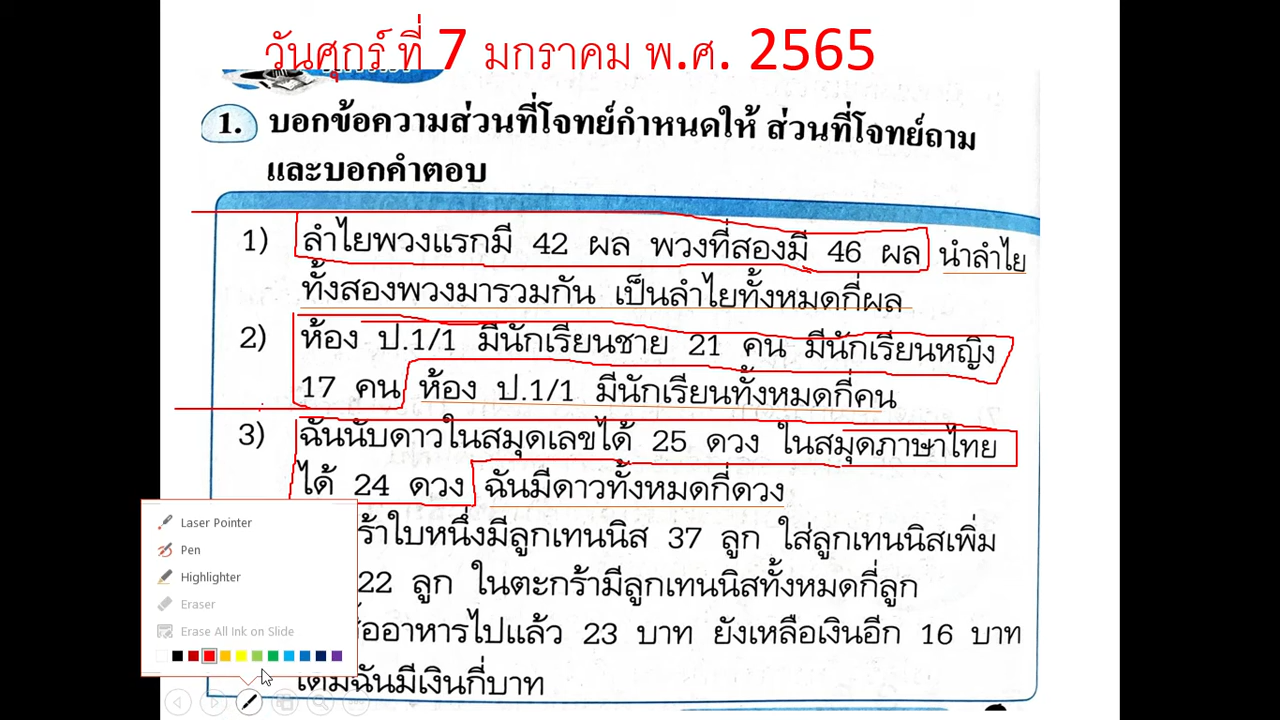 วันศุกร์ ที่ 7 มกราคม พ.ศ. 2565
1. บอกข้อความส่วนที่โจทย์กำหนดให้ ส่วนที่โจทย์ถาม
และบอกคำตอบ
1) ลำไยพวงแรกมี 42 ผล พวงที่สองมี 46 ผล นำลำไย
ทั้งสองพวงมารวมกัน เป็นลำไยทั้งหมดกี่ผล
2) ห้อง ป.1/1 มีนักเรียนชาย 21 คน มีนักเรียนหญิง
17 คน ห้อง ป.1/1 มีนักเรียนทั้งหมดกี่คน
3) ฉันนับดาวในสมุดเลขได้ 25 ดวง ในสมุดภาษาไทย
ได้ 24 ดวง ฉันมีดาวทั้งหมดกี่ดวง
ร้าใบหนึ่งมีลูกเทนนิส 37 ลูก ใส่ลูกเทนนิสเพิ่ม
22 ลูก ในตะกร้ามีลูกเทนนิสทั้งหมดกี่ลูก
ออาหารไปแล้ว 23 บาท ยังเหลือเงินอีก 16 บาท
เดิมฉันมีเงินกี่บาท
Laser Pointer
Pen
Highlighter
Eraser
Erase All Ink on Slide